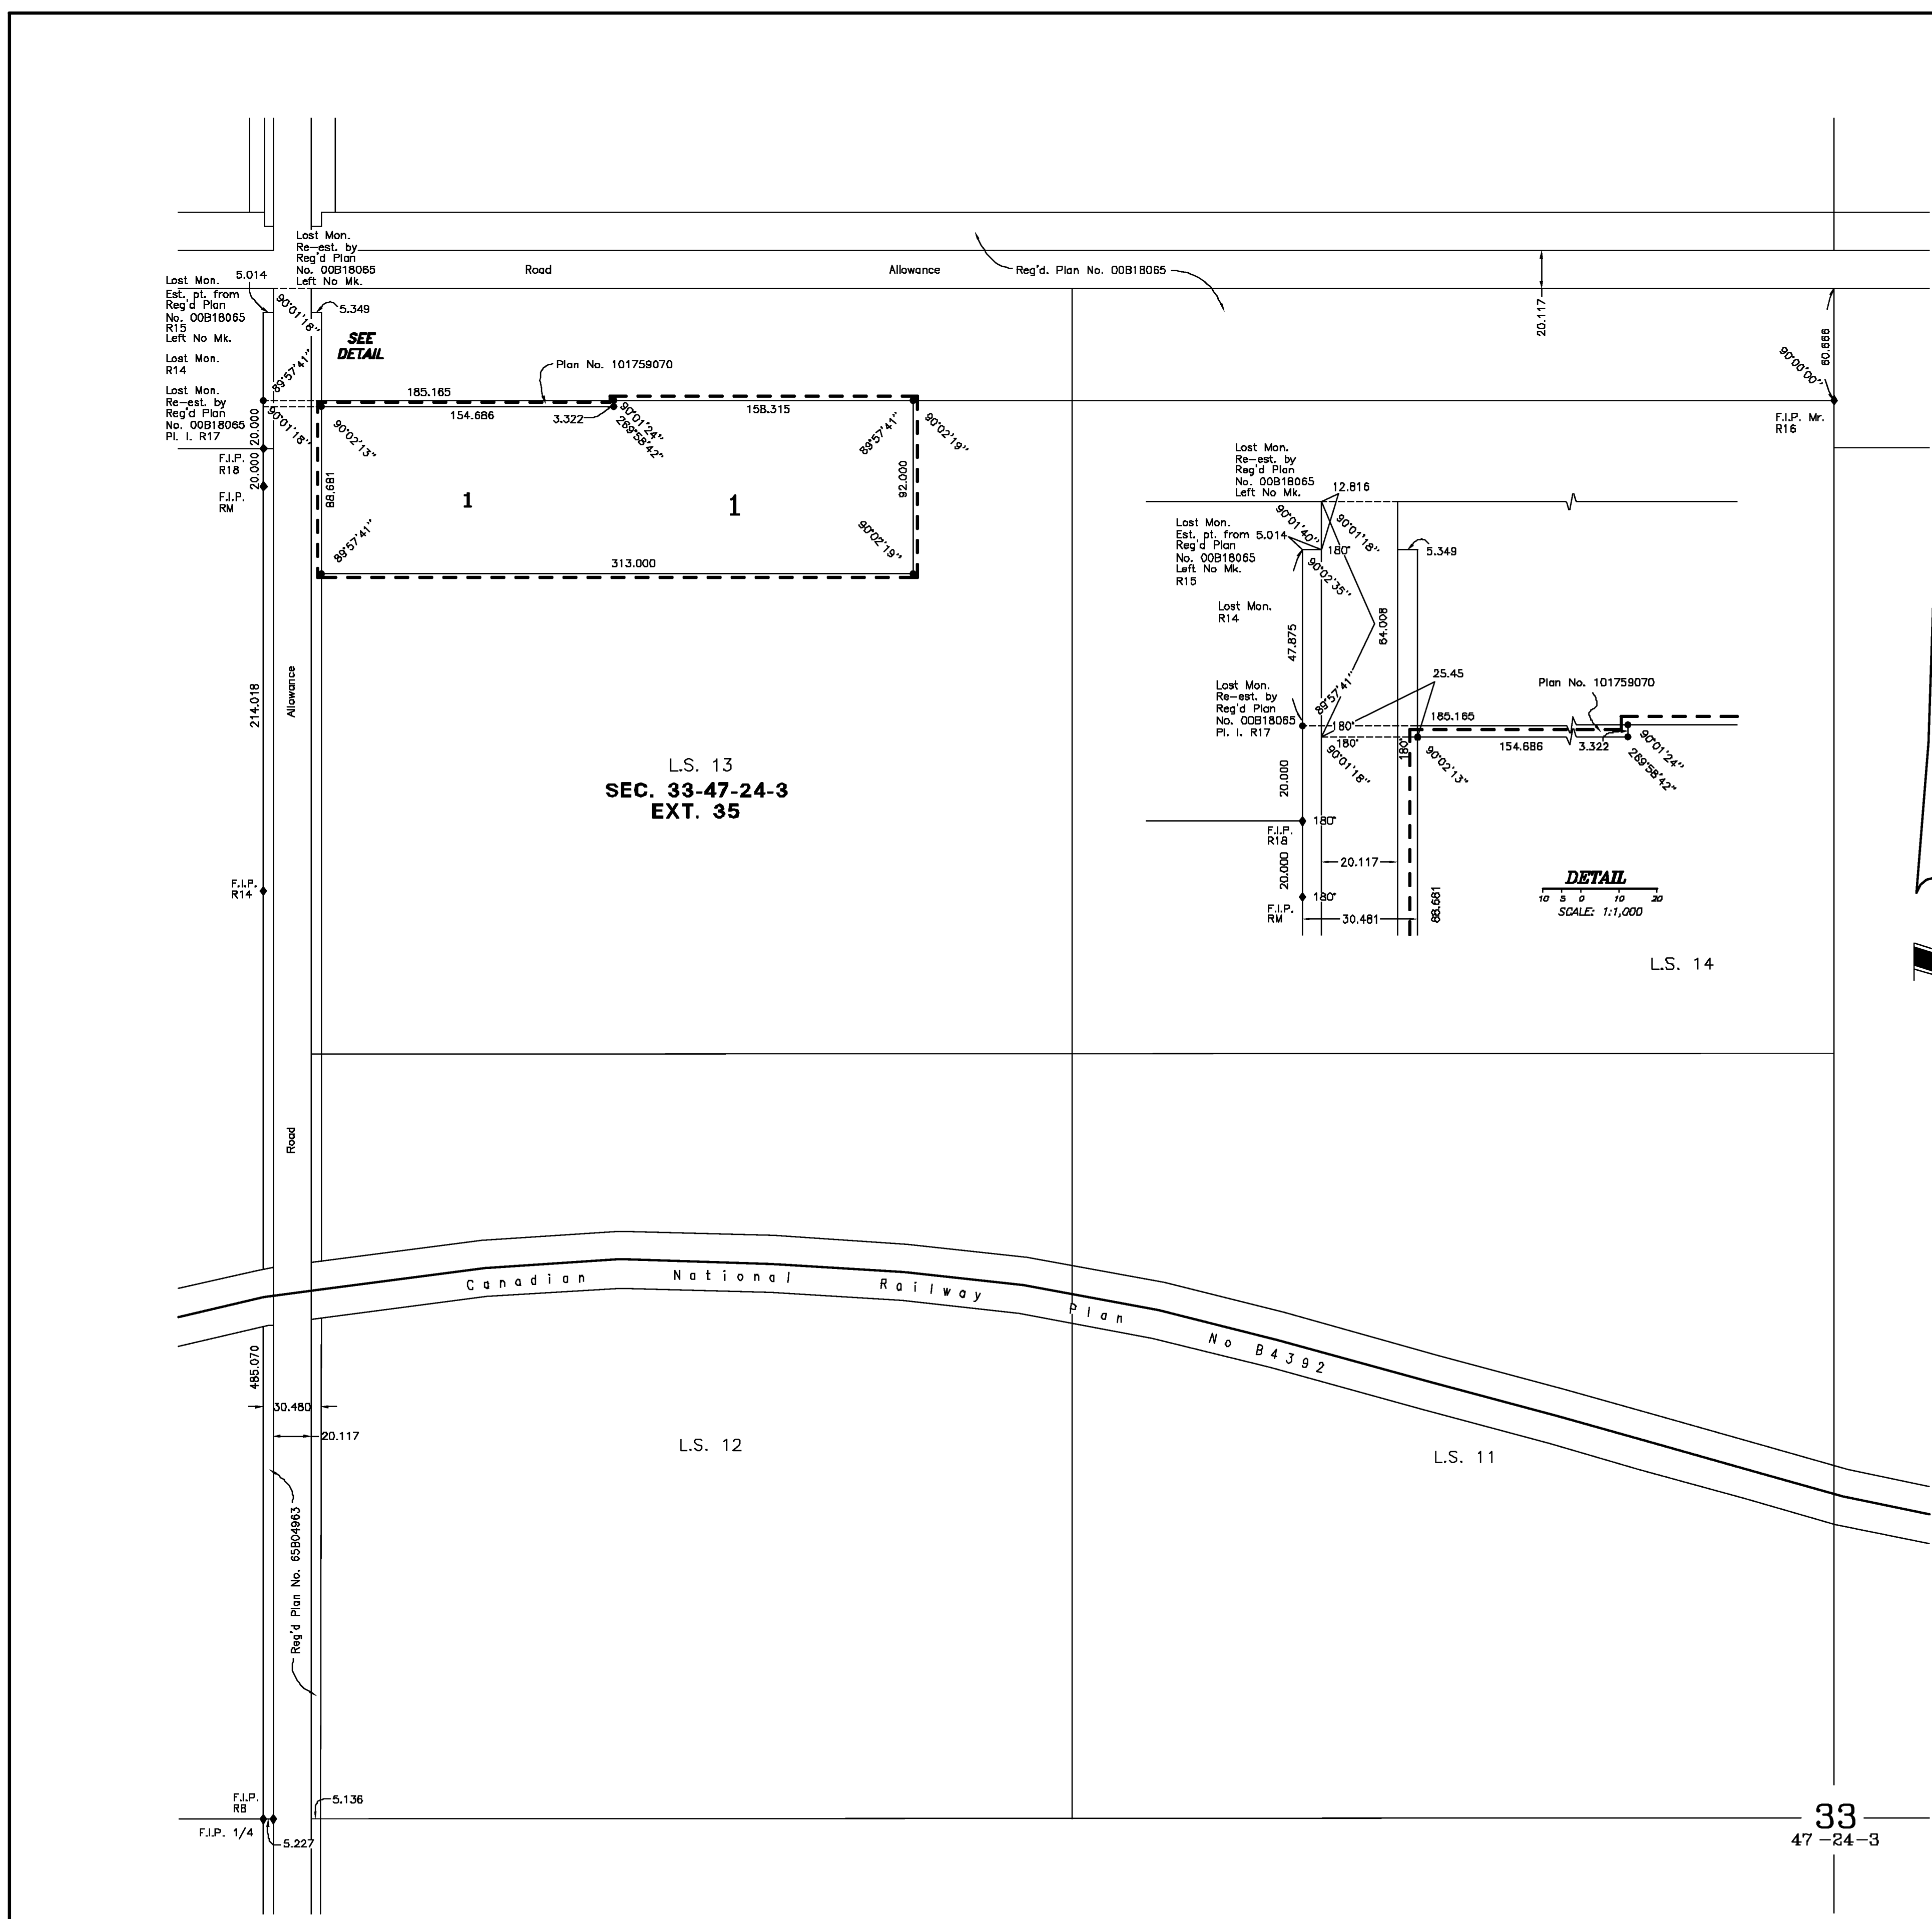 Lost Mon.
Re-est. by
Reg'd Plan
No. 00B18065
Left No Mk.
Road
Allowance
Reg'd. Plan No. 00B18065
Lost Mon.
Est. pt. from
Reg'd Plan
No. 00B18065
R15
Left No Mk.
Lost Mon.
R14
Lost Mon.
Re-est. by
Reg'd Plan
No. 00B18065
Pl. I. R17
5.014
90°01'18''
5.349
89°57'41''
SEE
DETAIL
20.117
60.666
90°00'00''
F.I.P. Mr.
R16
Plan No. 101759070
185.165
154.686
3.322
158.315
90°01'24''
269°58'42''
89°57'41''
90°02'19''
20.000
90°01'18''
90°02'13''
F.I.P.
R18
20.000
F.I.P.
RM
88.681
1
1
92.000
89°57'41''
90°02'19''
313.000
Lost Mon.
Re-est. by
Reg'd Plan
No. 00B18065
Left No Mk.
12.816
90°01'40''
90°01'18''
Lost Mon.
Est. pt. from 5.014
Reg'd Plan
No. 00B18065
Left No Mk.
R15
180°
90°02'35''
5.349
Lost Mon.
R14
47.875
64.008
89°57'41''
25.45
Lost Mon.
Re-est. by
Reg'd Plan
No. 00B18065
Pl. I. R17
180°
180°
90°01'18''
180°
185.165
154.686
3.322
Plan No. 101759070
90°02'13"
90°01'24''
269°58'42"
20.000
180°
F.I.P.
R18
20.117
20.000
180°
F.I.P.
RM
30.481
88.681
DETAIL
10 5 0 10 20
SCALE: 1:1,000
214.018
Allowance
L.S. 13
SEC. 33-47-24-3
EXT. 35
F.I.P.
R14
L.S. 14
Road
Canadian National Railway Plan No B4392
485.070
30.480
20.117
L.S. 12
L.S. 11
Reg'd Plan No. 65B04963
F.I.P.
RB
5.136
F.I.P. 1/4
5.227
33
47-24-3